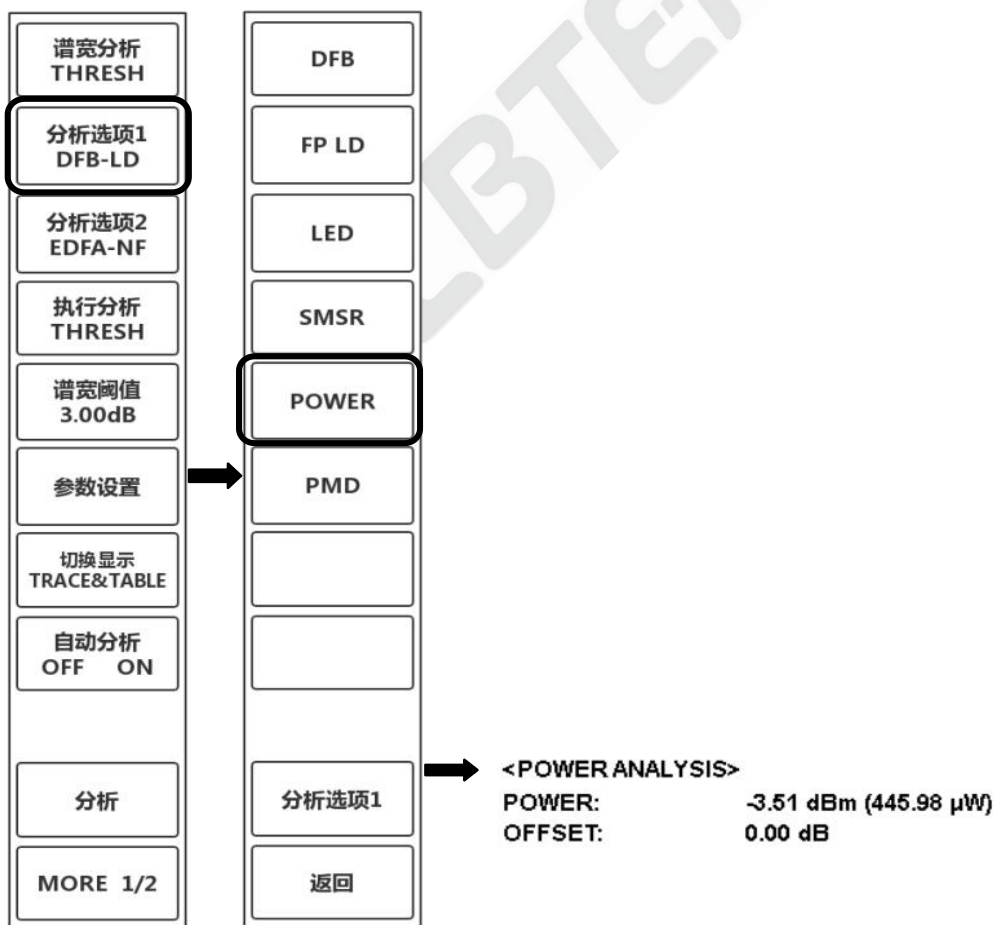 谱宽分析
THRESH
分析选项1
DFB-LD
分析选项2
EDFA-NF
执行分析
THRESH
谱宽阈值
3.00dB
参数设置
切换显示
TRACE&TABLE
自动分析
OFF ON
分析
MORE 1/2
DFB
FP LD
LED
SMSR
POWER
PMD
分析选项1
返回
<POWER ANALYSIS>
POWER: -3.51 dBm (445.98 µW)
OFFSET: 0.00 dB